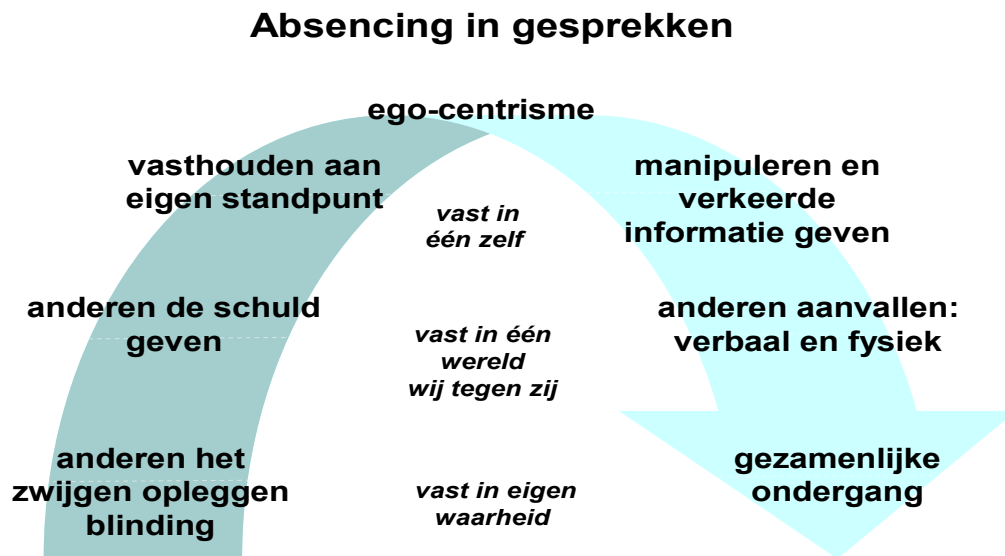 Absencing in gesprekken
ego-centrisme
vasthouden aan
eigen standpunt
manipuleren en
verkeerde
informatie geven
vast in
één zelf
anderen de schuld
geven
anderen aanvallen:
verbaal en fysiek
vast in één
wereld
wij tegen zij
anderen het
zwijgen opleggen
blinding
gezamenlijke
ondergang
vast in eigen
waarheid